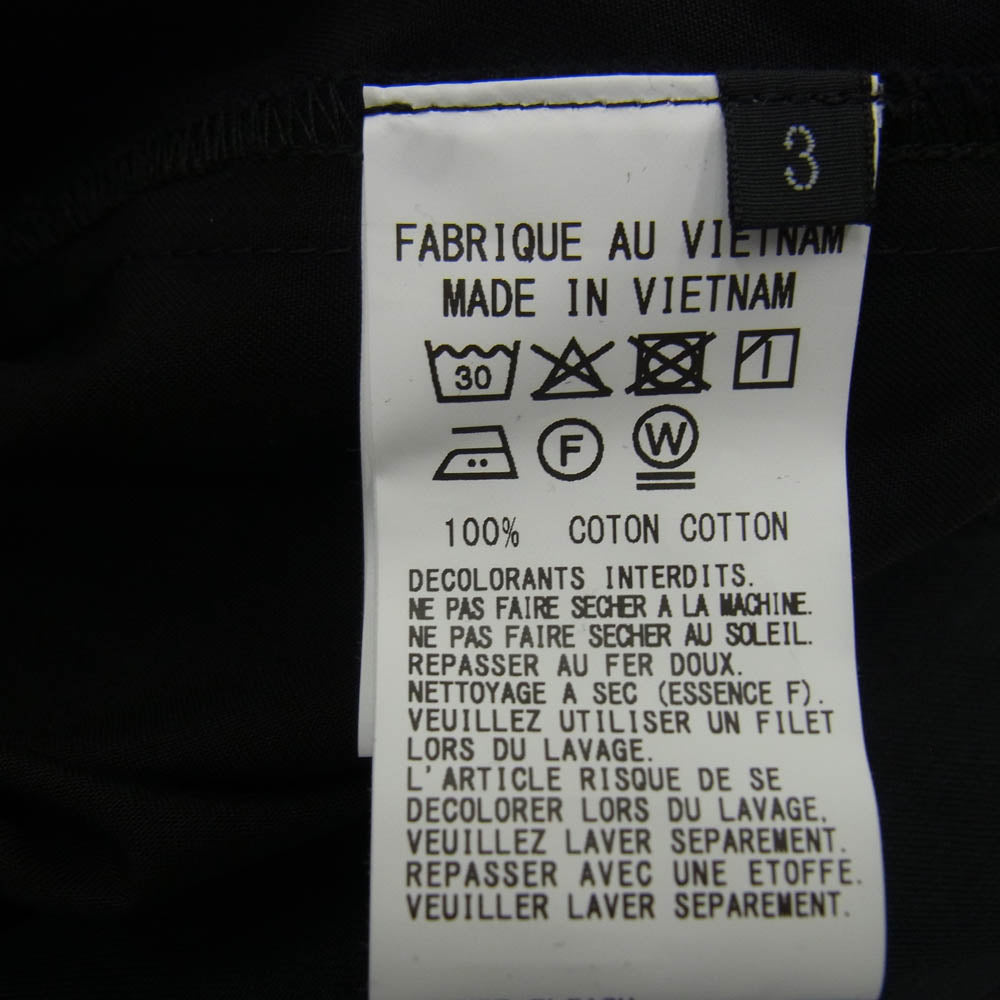 3
FABRIQUE AU VIETNAM
MADE IN VIETNAM
30
F W
100% COTON COTTON
DECOLORANTS INTERDITS.
NE PAS FAIRE SECHER A LA MACHINE.
NE PAS FAIRE SECHER AU SOLEIL.
REPASSER AU FER DOUX.
NETTOYAGE A SEC (ESSENCE F).
VEUILLEZ UTILISER UN FILET
LORS DU LAVAGE.
L'ARTICLE RISQUE DE SE
DECOLORER LORS DU LAVAGE,
VEUILLEZ LAVER SEPAREMENT.
REPASSER AVEC UNE ETOFFE.
VEUILLER LAVER SEPAREMENT.